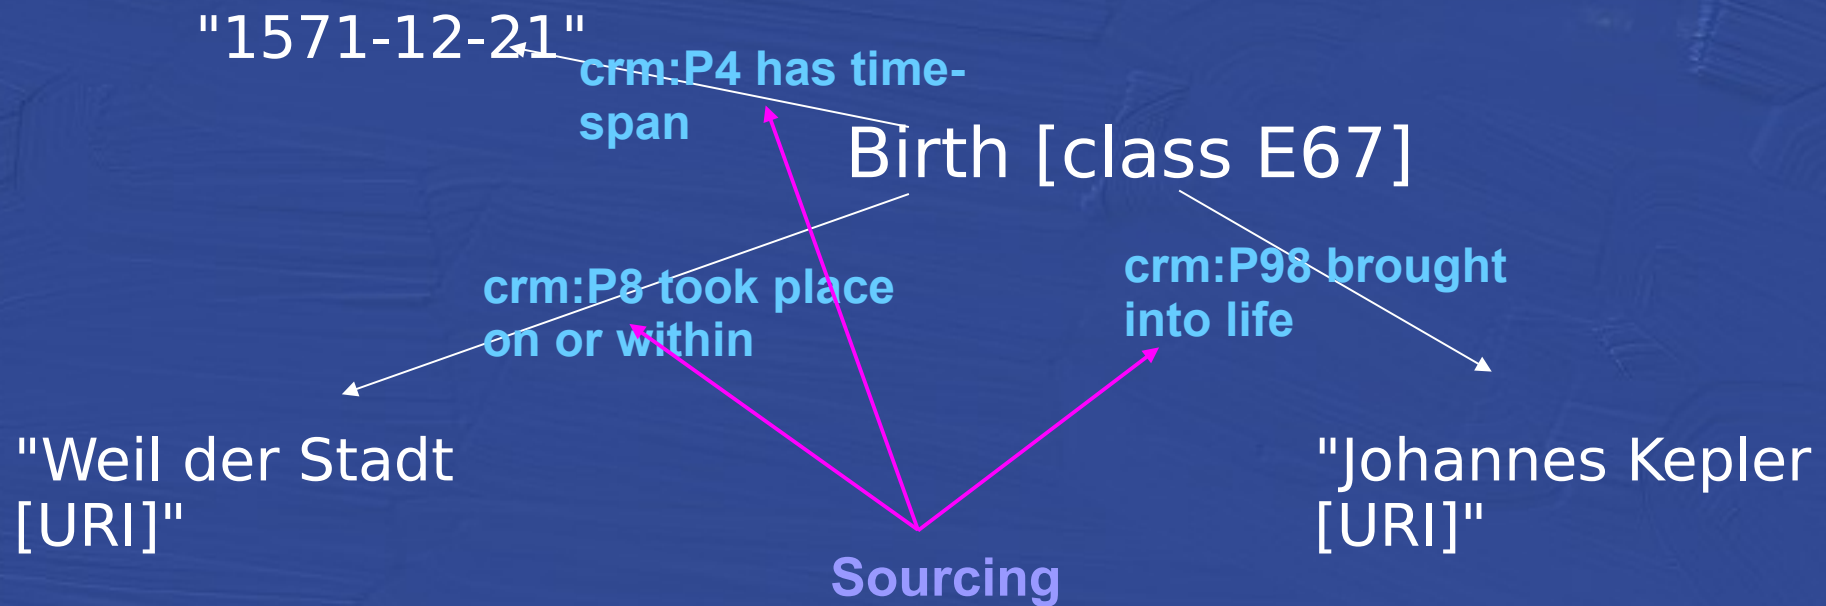 "1571-12-21"
crm:P4 has time-
span
Birth [class E67]
crm:P8 took place
on or within
crm:P98 brought
into life
"Weil der Stadt
[URI]"
"Johannes Kepler
[URI]"
Sourcing